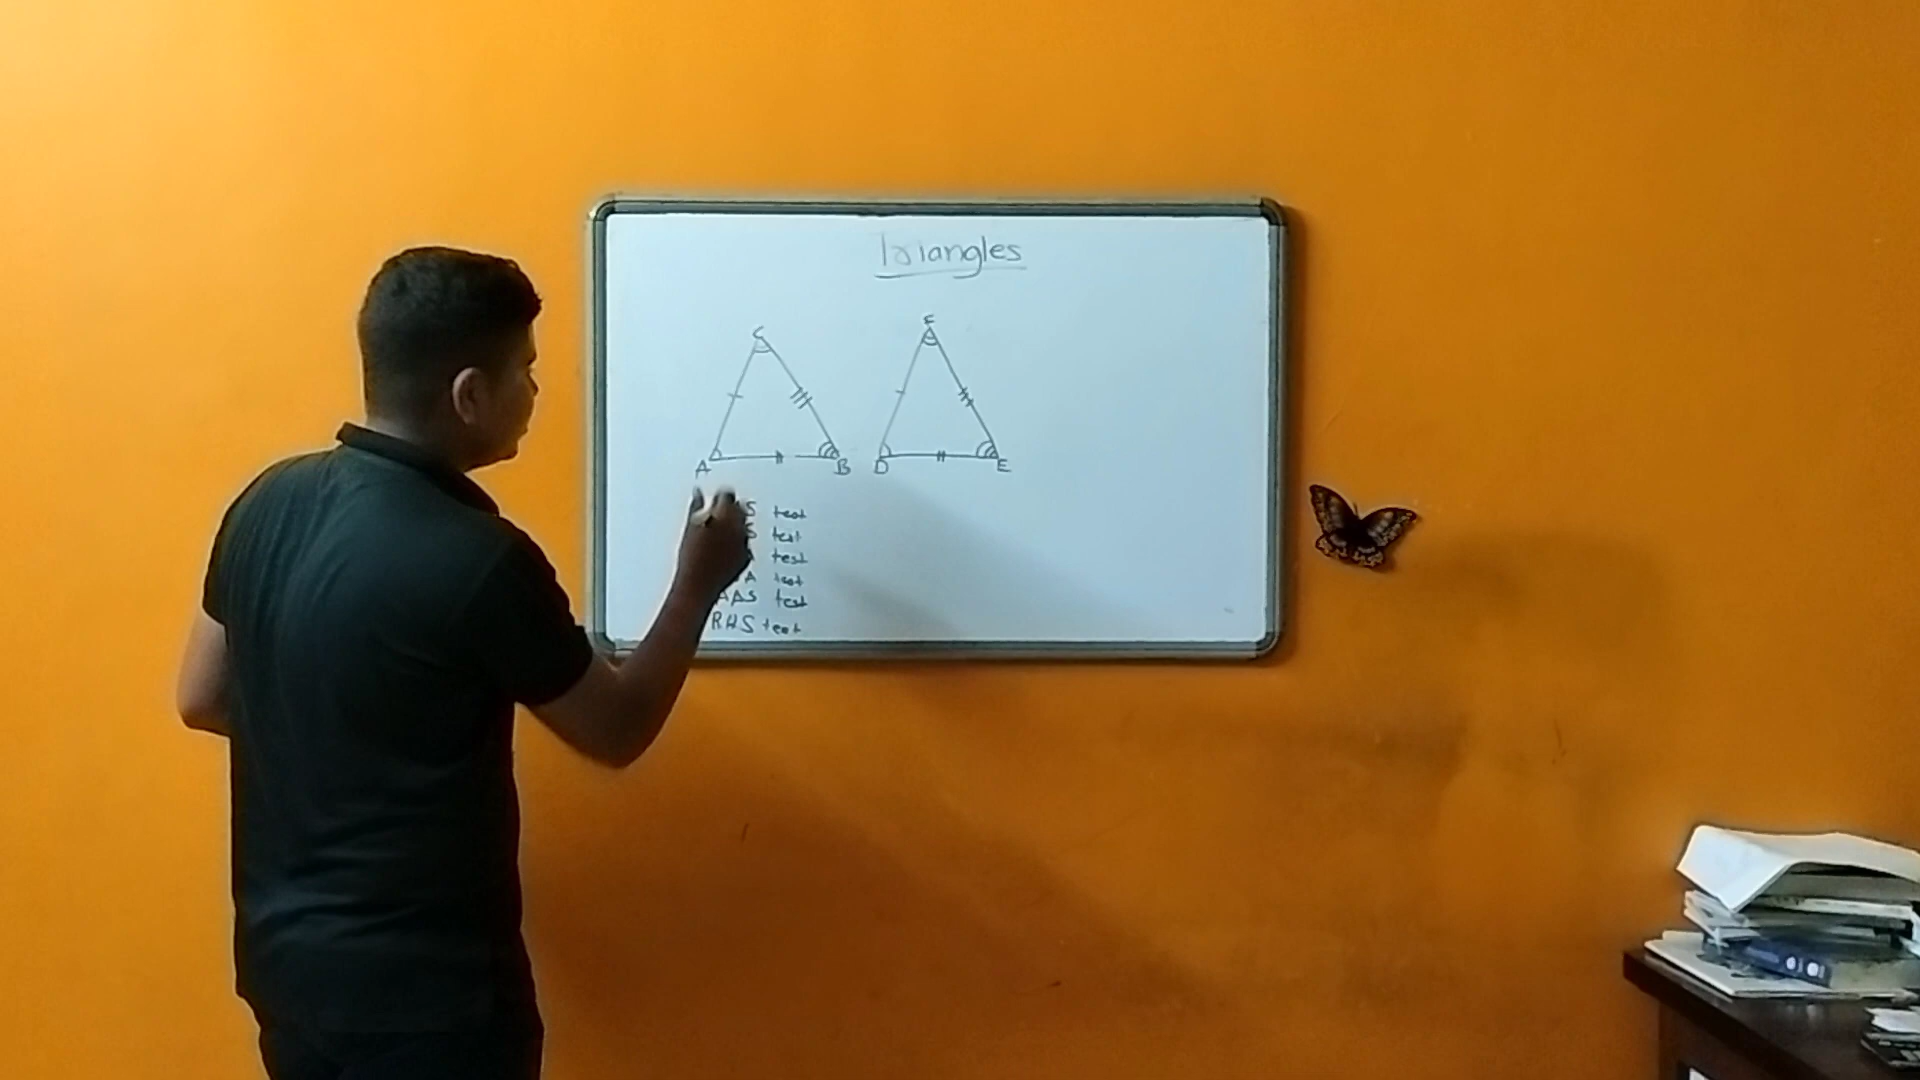 Triangles
C F
A B D E
S test
S test
A test
A test
AAS test
RHS test